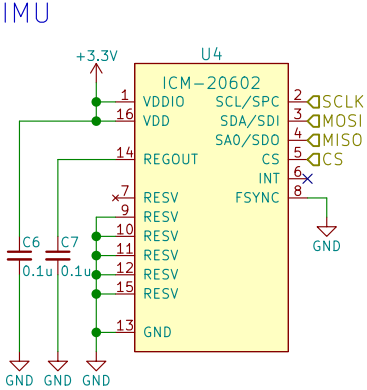 IMU
+3.3V
U4
ICM-20602
1 VDDIO SCL/SPC 2 SCLK
16 VDD SDA/SDI 3 MOSI
SA0/SDO 4 MISO
14 REGOUT CS 5 CS
INT 6
7 RESV FSYNC 8
9 RESV
10 RESV
11 RESV
12 RESV
15 RESV
13 GND
C6 C7
0.1u 0.1u
GND
GND GND GND